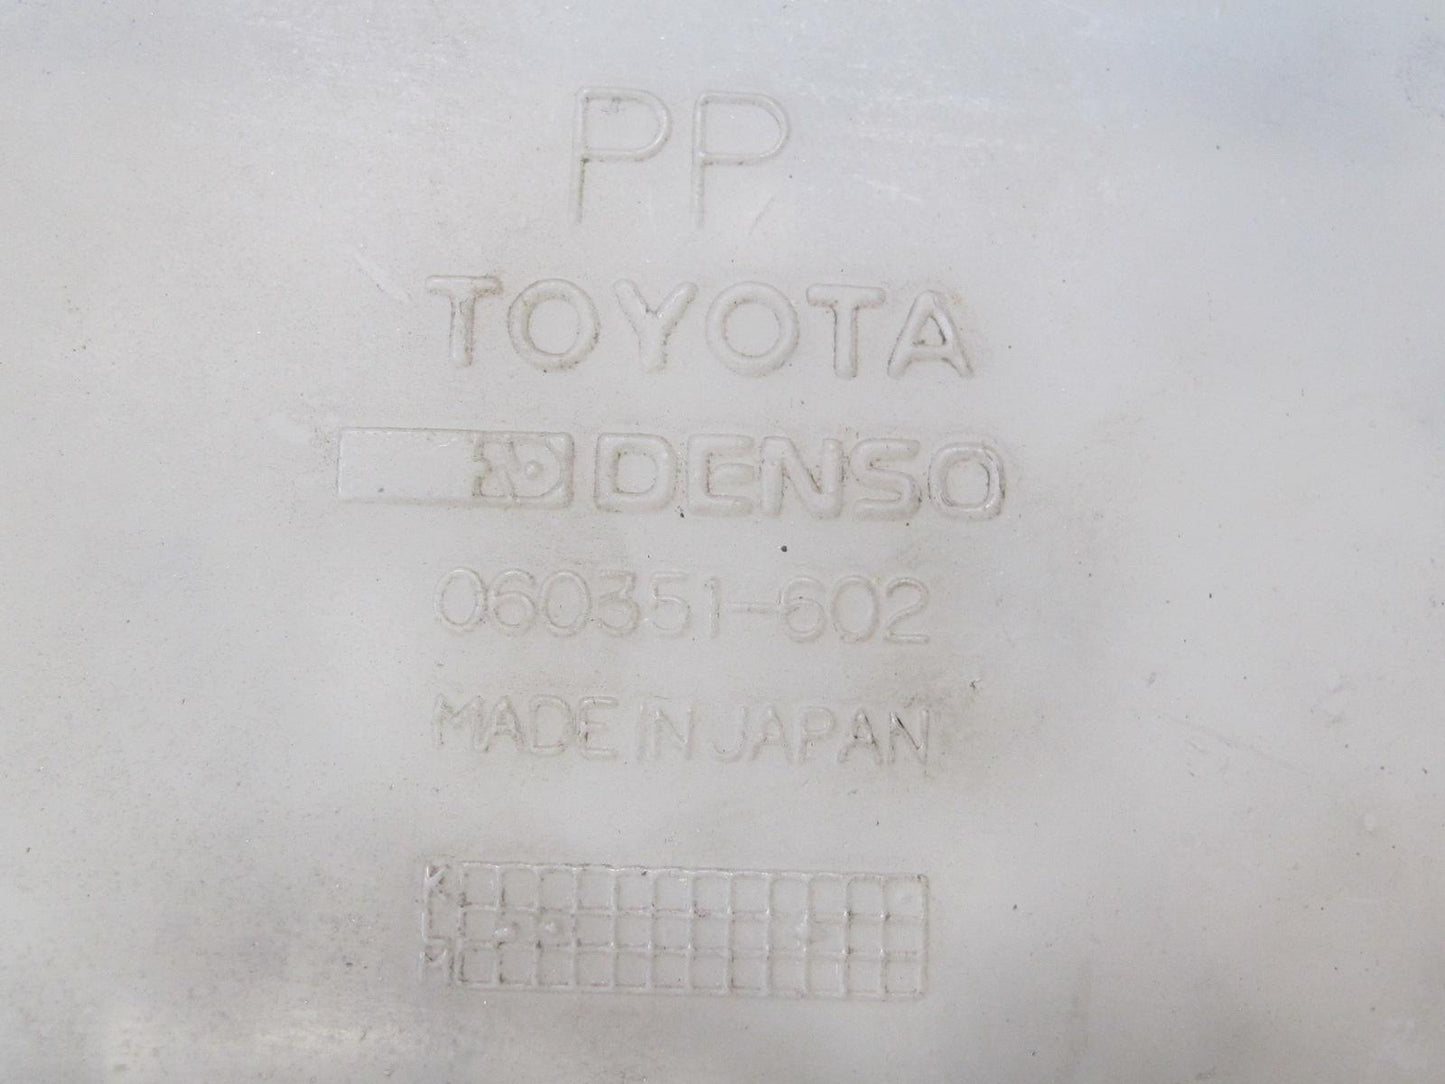 PP
TOYOTA
DENSO
060351-602
MADE IN JAPAN
K
L
M